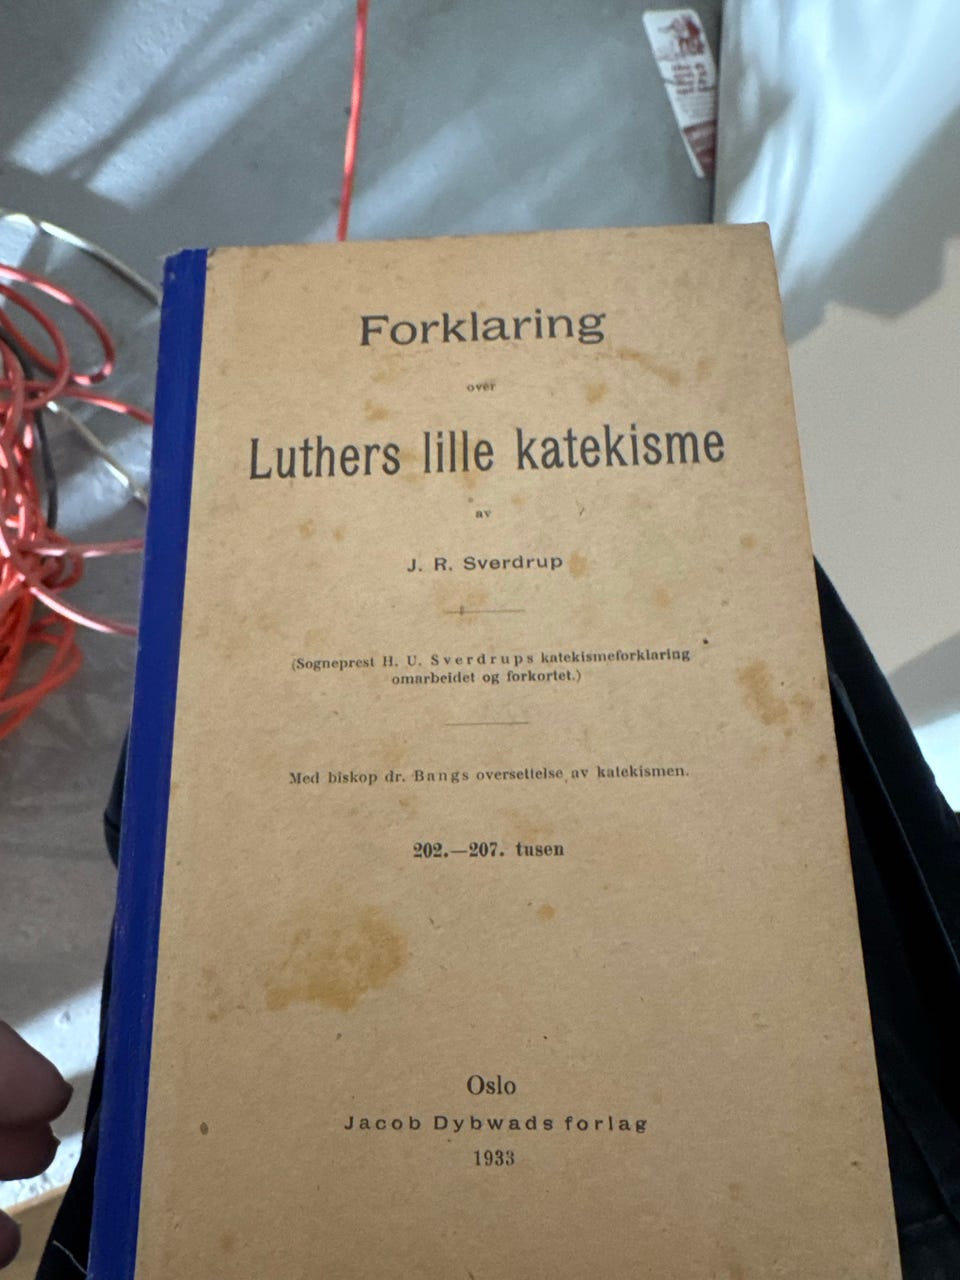 Forklaring
over
Luthers lille katekisme
av
J. R. Sverdrup
(Sogneprest H. U. Sverdrups katekismeforklaring
omarbeidet og forkortet.)
Med biskop dr. Bangs oversettelse av katekismen.
202.—207. tusen
Oslo
Jacob Dybwads forlag
1933